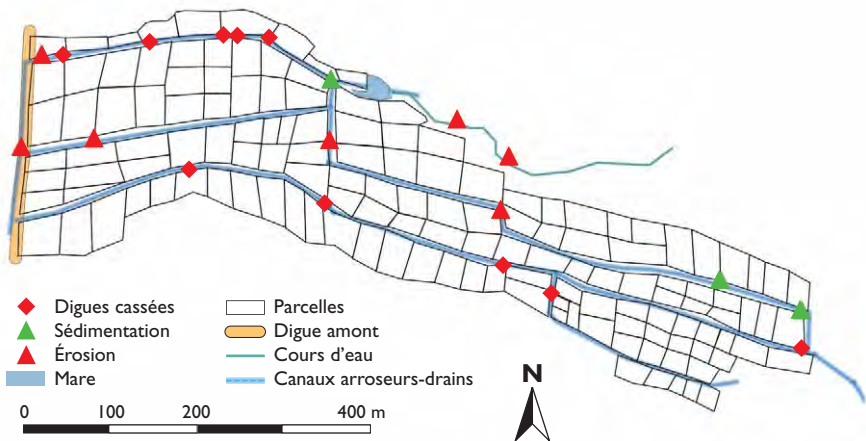 Digues cassées
Sédimentation
Érosion
Mare
Parcelles
Digue amont
Cours d'eau
Canaux arroseurs-drains
0 100 200 400 m
N